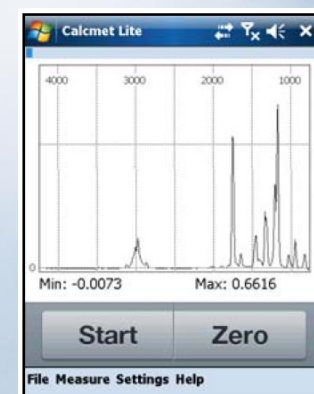 Calcmet Lite
4000 3000 2000 1000
0
Min: -0.0073 Max: 0.6616
Start Zero
File Measure Settings Help